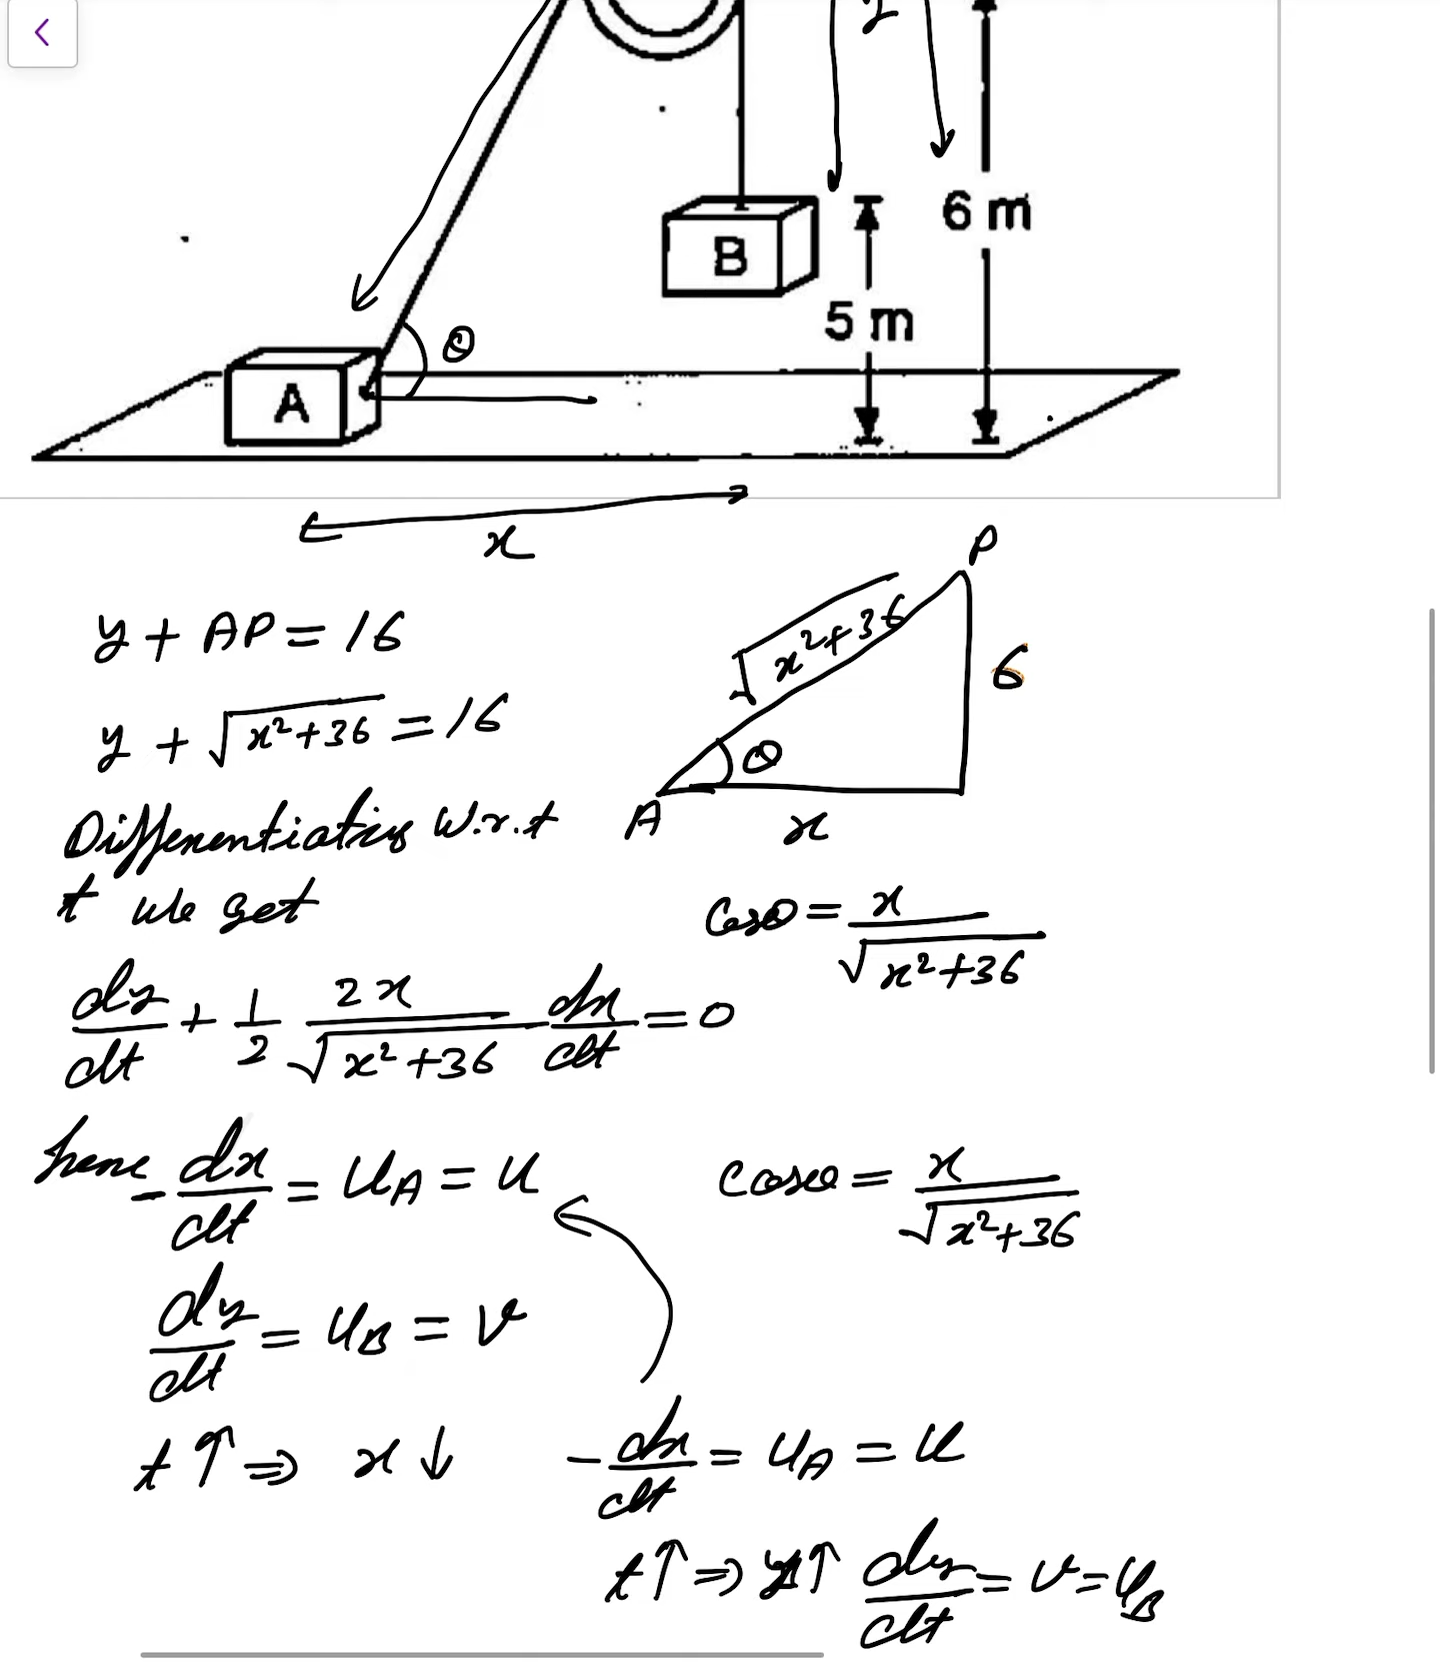 y
6 m
B
5 m
θ
A
x
P
y + AP = 16
√x²+36
6
y + √x²+36 = 16
θ
Differentiating w.r.t
A
x
t we get
Cosθ = x/√x²+36
dy/dt + 1/2 2x/√x²+36 dx/dt = 0
here - dx/dt = uA = u
cosθ = x/√x²+36
dy/dt = uB = v
t↑ ⇒ x↓
- dx/dt = uA = u
t↑ ⇒ y↑ dy/dt = v = uB